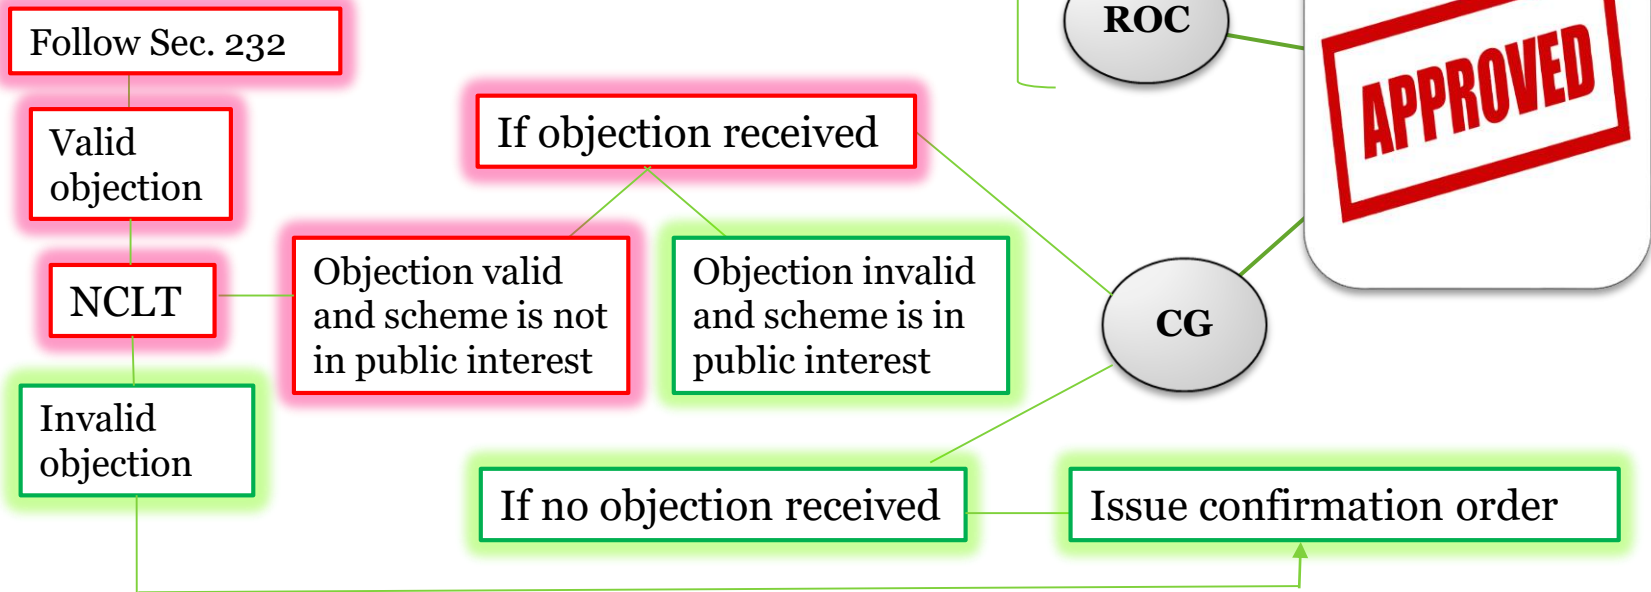 ROC
APPROVED
Follow Sec. 232
If objection received
Valid
objection
NCLT
Objection valid
and scheme is not
in public interest
Objection invalid
and scheme is in
public interest
CG
Invalid
objection
If no objection received
Issue confirmation order